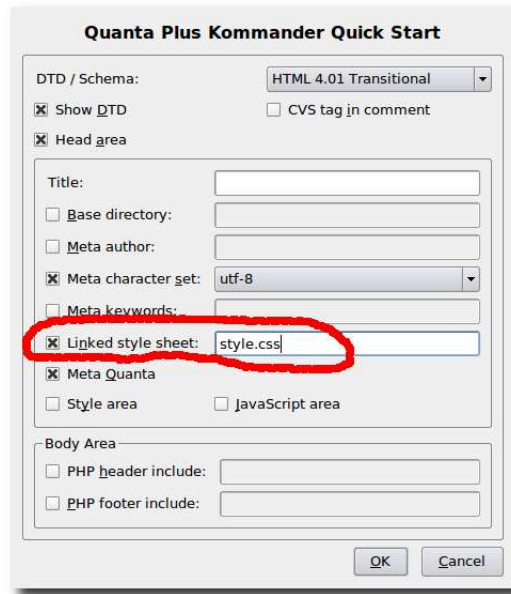 Quanta Plus Kommander Quick Start
DTD / Schema: HTML 4.01 Transitional
Show DTD CVS tag in comment
Head area
Title:
Base directory:
Meta author:
Meta character set: utf-8
Meta keywords:
Linked style sheet: style.css
Meta Quanta
Style area JavaScript area
Body Area
PHP header include:
PHP footer include:
OK Cancel